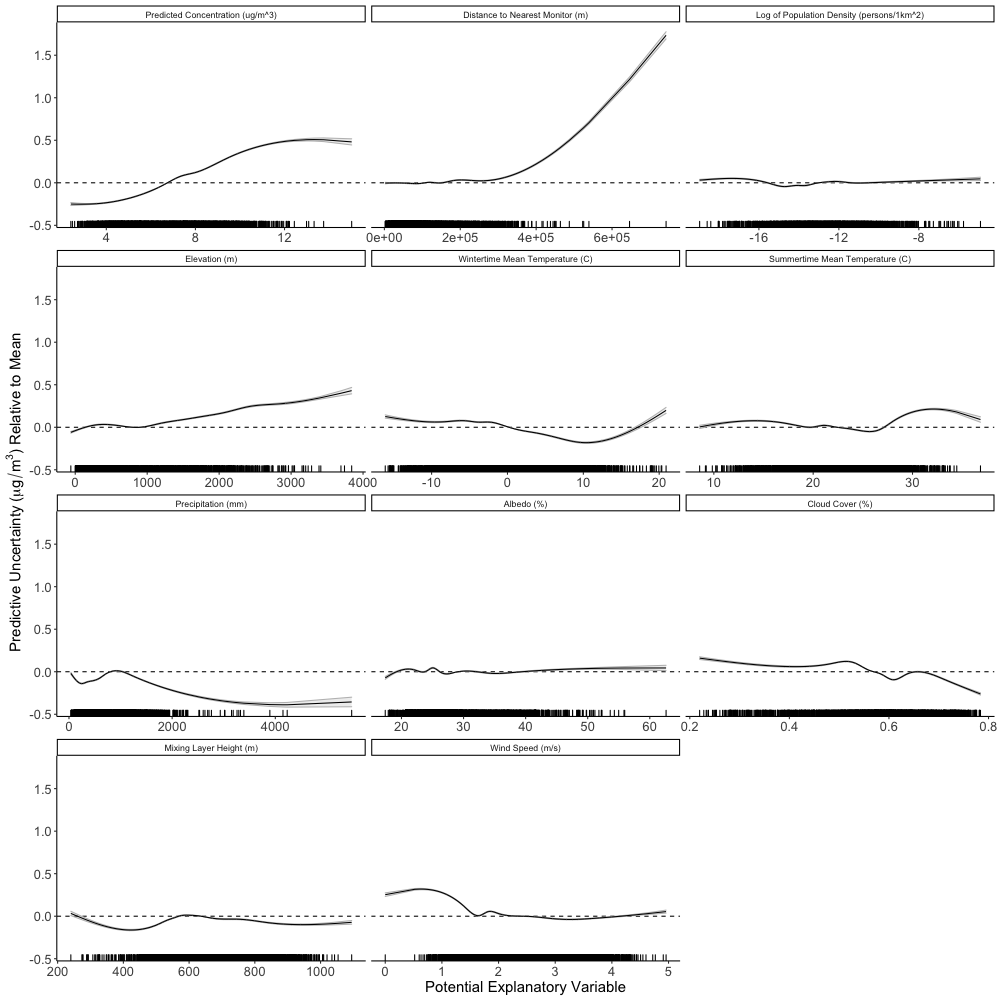 Predicted Concentration (ug/m^3)
Distance to Nearest Monitor (m)
Log of Population Density (persons/1km^2)
1.5
1.0
0.5
0.0
-0.5
4 8 12
0e+00 2e+05 4e+05 6e+05
-16 -12 -8
Elevation (m)
Wintertime Mean Temperature (C)
Summertime Mean Temperature (C)
1.5
1.0
0.5
0.0
-0.5
0 1000 2000 3000 4000
-10 0 10 20
10 20 30
Precipitation (mm)
Albedo (%)
Cloud Cover (%)
1.5
1.0
0.5
0.0
-0.5
0 2000 4000
20 30 40 50 60
0.2 0.4 0.6 0.8
Mixing Layer Height (m)
Wind Speed (m/s)
1.5
1.0
0.5
0.0
-0.5
200 400 600 800 1000
0 1 2 3 4 5
Predictive Uncertainty (μg/m³) Relative to Mean
Potential Explanatory Variable